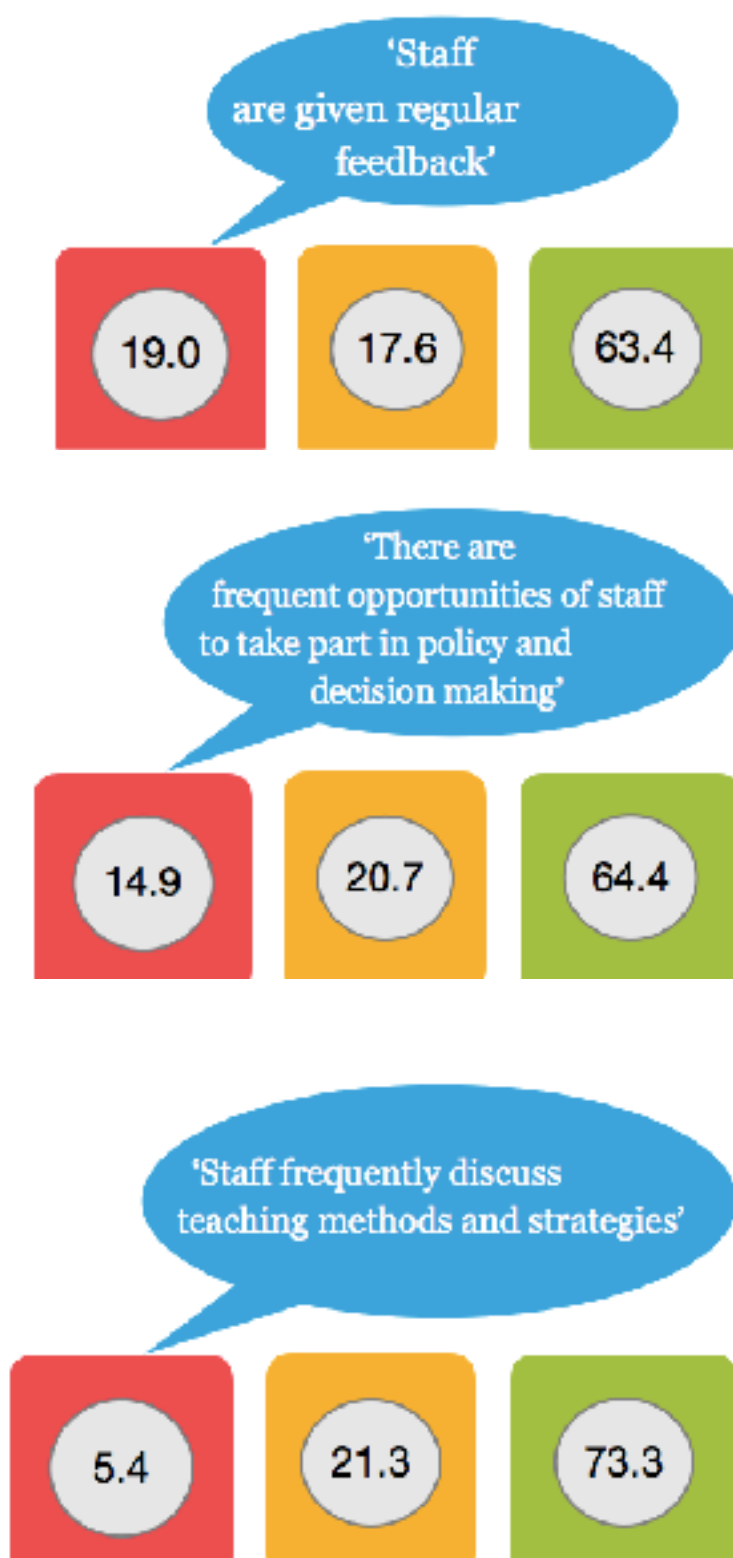 ‘Staff
are given regular
feedback’
19.0 17.6 63.4
‘There are
frequent opportunities of staff
to take part in policy and
decision making’
14.9 20.7 64.4
‘Staff frequently discuss
teaching methods and strategies’
5.4 21.3 73.3